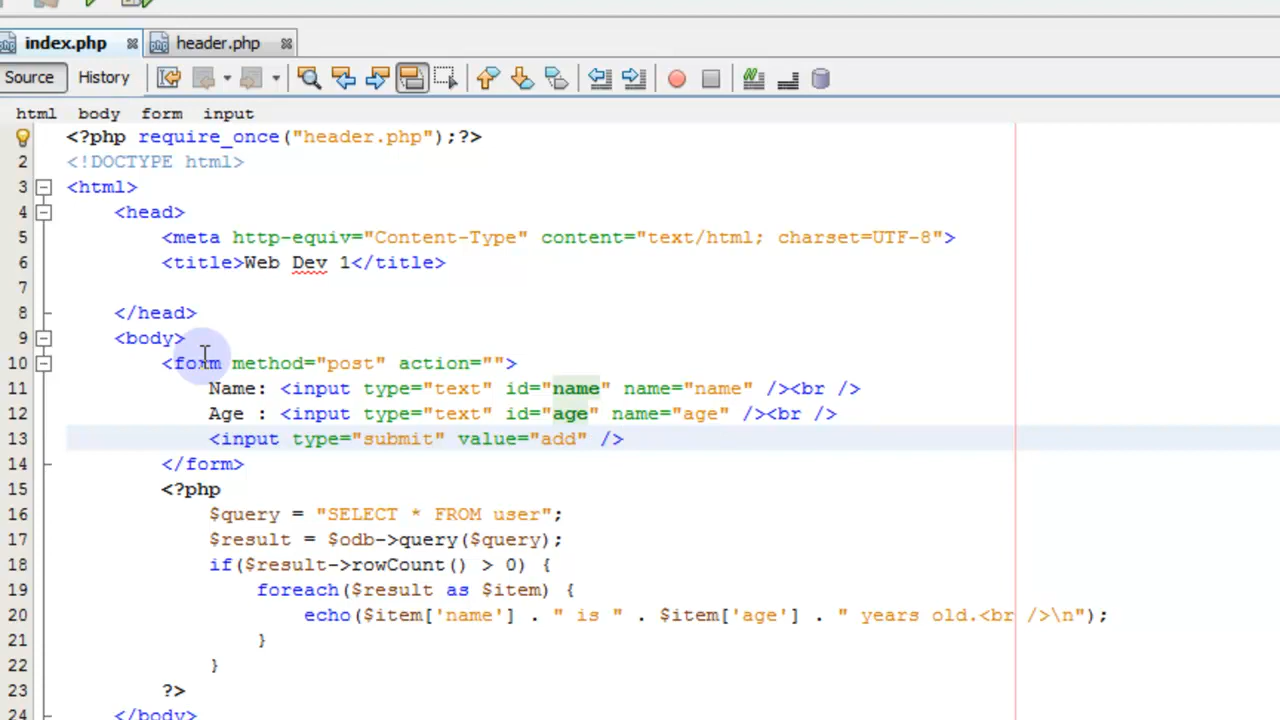 index.php header.php
Source History
html body form input
<?php require_once("header.php");?>
2 <!DOCTYPE html>
3 <html>
4 <head>
5 <meta http-equiv="Content-Type" content="text/html; charset=UTF-8">
6 <title>Web Dev 1</title>
7
8 </head>
9 <body>
10 <form method="post" action="">
11 Name: <input type="text" id="name" name="name" /><br />
12 Age : <input type="text" id="age" name="age" /><br />
13 <input type="submit" value="add" />
14 </form>
15 <?php
16 $query = "SELECT * FROM user";
17 $result = $odb->query($query);
18 if($result->rowCount() > 0) {
19 foreach($result as $item) {
20 echo($item['name'] . " is " . $item['age'] . " years old.<br />\n");
21 }
22 }
23 ?>
24 </body>